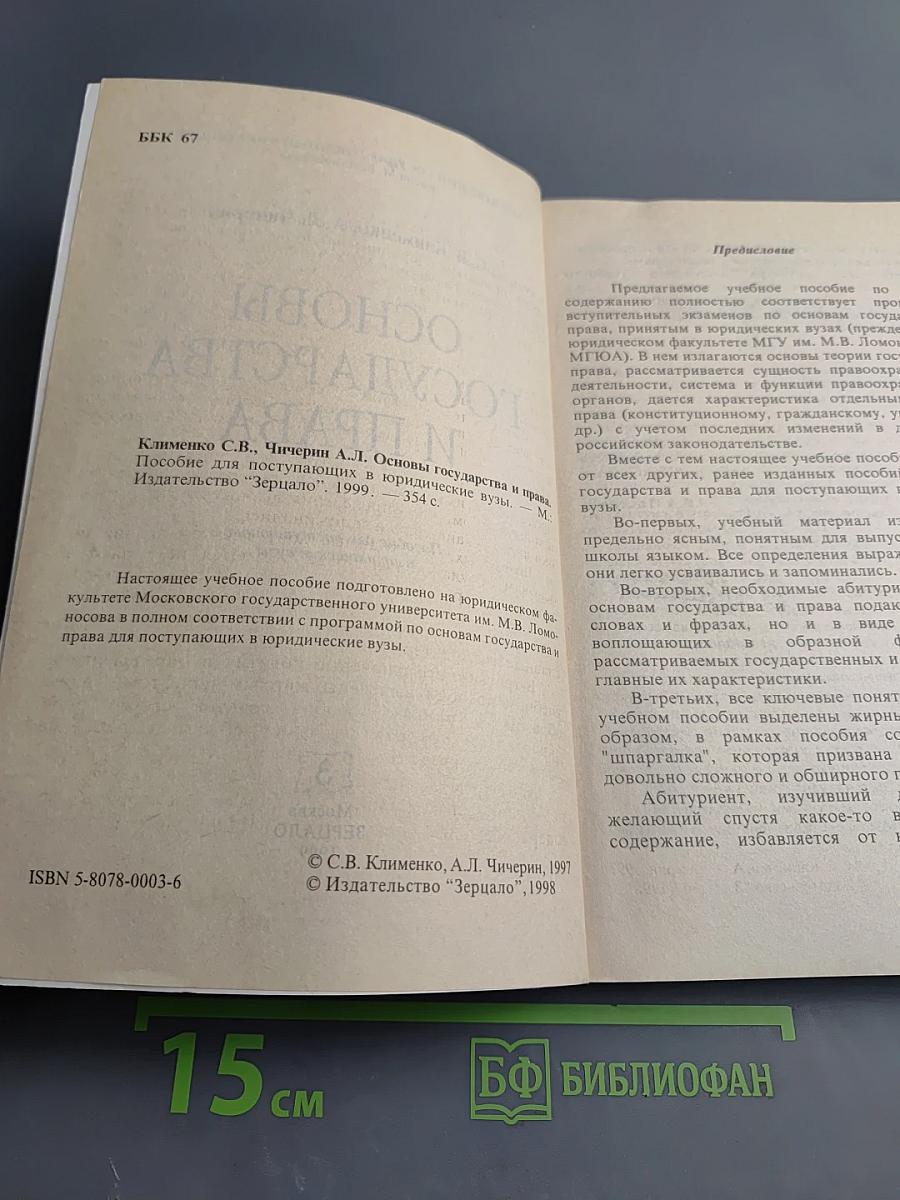 ББК 67
Клименко С.В., Чичерин А.Л. Основы государства и права.
Пособие для поступающих в юридические вузы. — М.:
Издательство “Зерцало”. 1999. — 354 с.
Настоящее учебное пособие подготовлено на юридическом фа-
культете Московского государственного университета им. М.В. Ломо-
носова в полном соответствии с программой по основам государства и
права для поступающих в юридические вузы.
ISBN 5-8078-0003-6
© С.В. Клименко, А.Л. Чичерин, 1997
© Издательство “Зерцало”, 1998
Предисловие
Предлагаемое учебное пособие по
содержанию полностью соответствует
вступительных экзаменов по основам
права, принятым в юридических вузах (прежде
юридическом факультете МГУ им. М.В.
МГЮА). В нем излагаются основы теории
права, рассматривается сущность
деятельности, система и функции
органов, дается характеристика
права (конституционному, гражданскому,
др.) с учетом последних изменений в
российском законодательстве.
Вместе с тем настоящее учебное
от всех других, ранее изданных
государства и права для поступающих
вузы.
Во-первых, учебный материал
предельно ясным, понятным для
школы языком. Все определения
они легко усваивались и запоминались.
Во-вторых, необходимые
основам государства и права
словах и фразах, но и в виде
воплощающих в образной
рассматриваемых государственных и
главные их характеристики.
В-третьих, все ключевые
учебном пособии выделены
образом, в рамках пособия
"шпаргалка", которая призвана
довольно сложного и обширного
Абитуриент, изучивший
желающий спустя какое-то
содержание, избавляется от
15 см
БФ БИБЛИОФАН